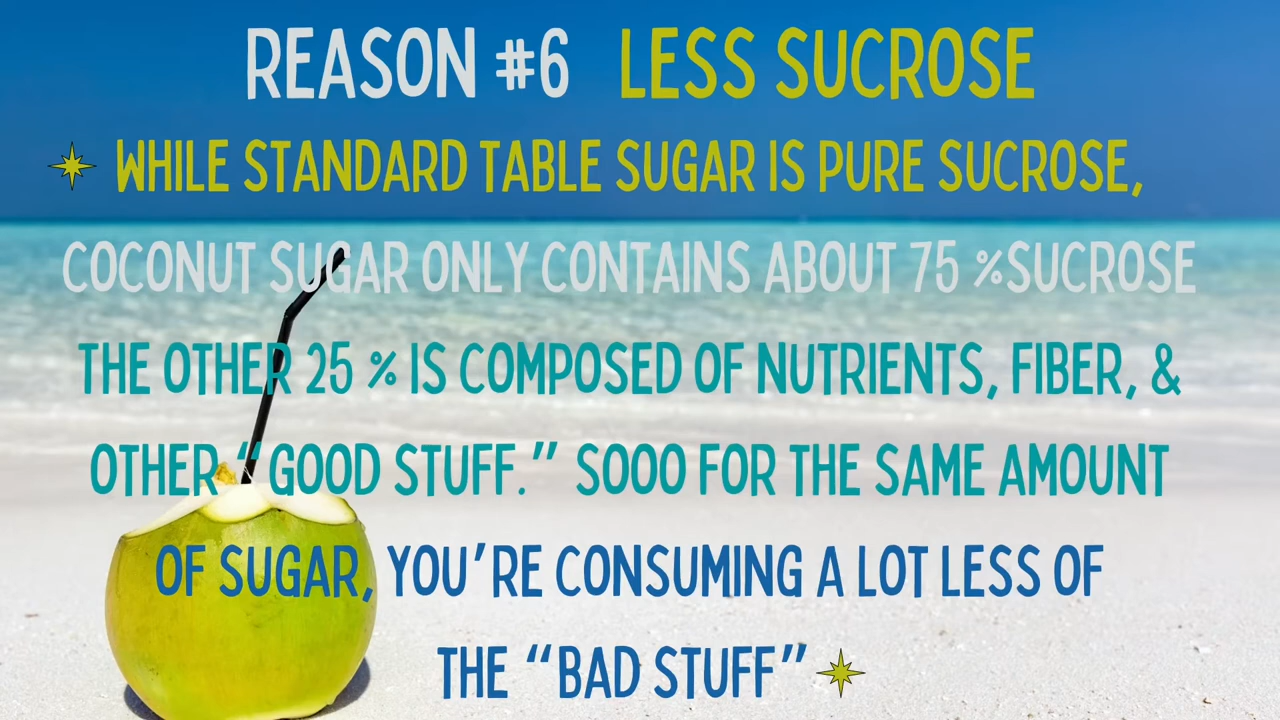 REASON #6 LESS SUCROSE
WHILE STANDARD TABLE SUGAR IS PURE SUCROSE,
COCONUT SUGAR ONLY CONTAINS ABOUT 75 %SUCROSE
THE OTHER 25 % IS COMPOSED OF NUTRIENTS, FIBER, &
OTHER “GOOD STUFF.” SOOO FOR THE SAME AMOUNT
OF SUGAR, YOU’RE CONSUMING A LOT LESS OF
THE “BAD STUFF”